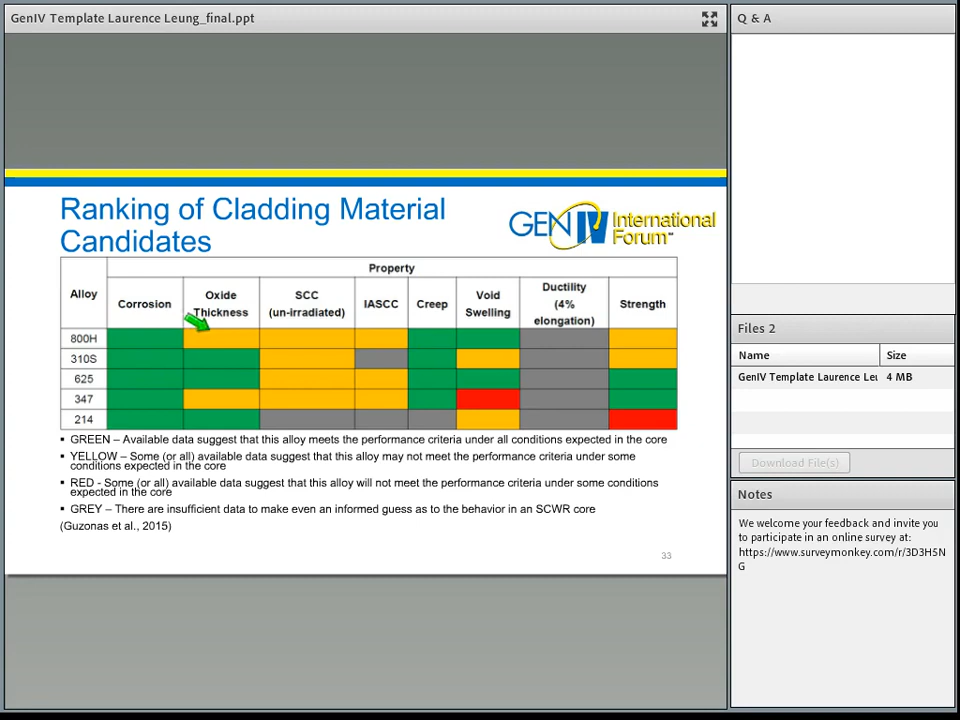 GenIV Template Laurence Leung_final.ppt
Ranking of Cladding Material
Candidates
GEN IV International
Forum™
Property
Alloy
Corrosion
Oxide
Thickness
SCC
(un-irradiated)
IASCC
Creep
Void
Swelling
Ductility
(4%
elongation)
Strength
800H
310S
625
347
214
▪ GREEN – Available data suggest that this alloy meets the performance criteria under all conditions expected in the core
▪ YELLOW – Some (or all) available data suggest that this alloy may not meet the performance criteria under some
conditions expected in the core
▪ RED - Some (or all) available data suggest that this alloy will not meet the performance criteria under some conditions
expected in the core
▪ GREY – There are insufficient data to make even an informed guess as to the behavior in an SCWR core
(Guzonas et al., 2015)
33
Q & A
Files 2
Name Size
GenIV Template Laurence Leu 4 MB
Download File(s)
Notes
We welcome your feedback and invite you
to participate in an online survey at:
https://www.surveymonkey.com/r/3D3H5N
G